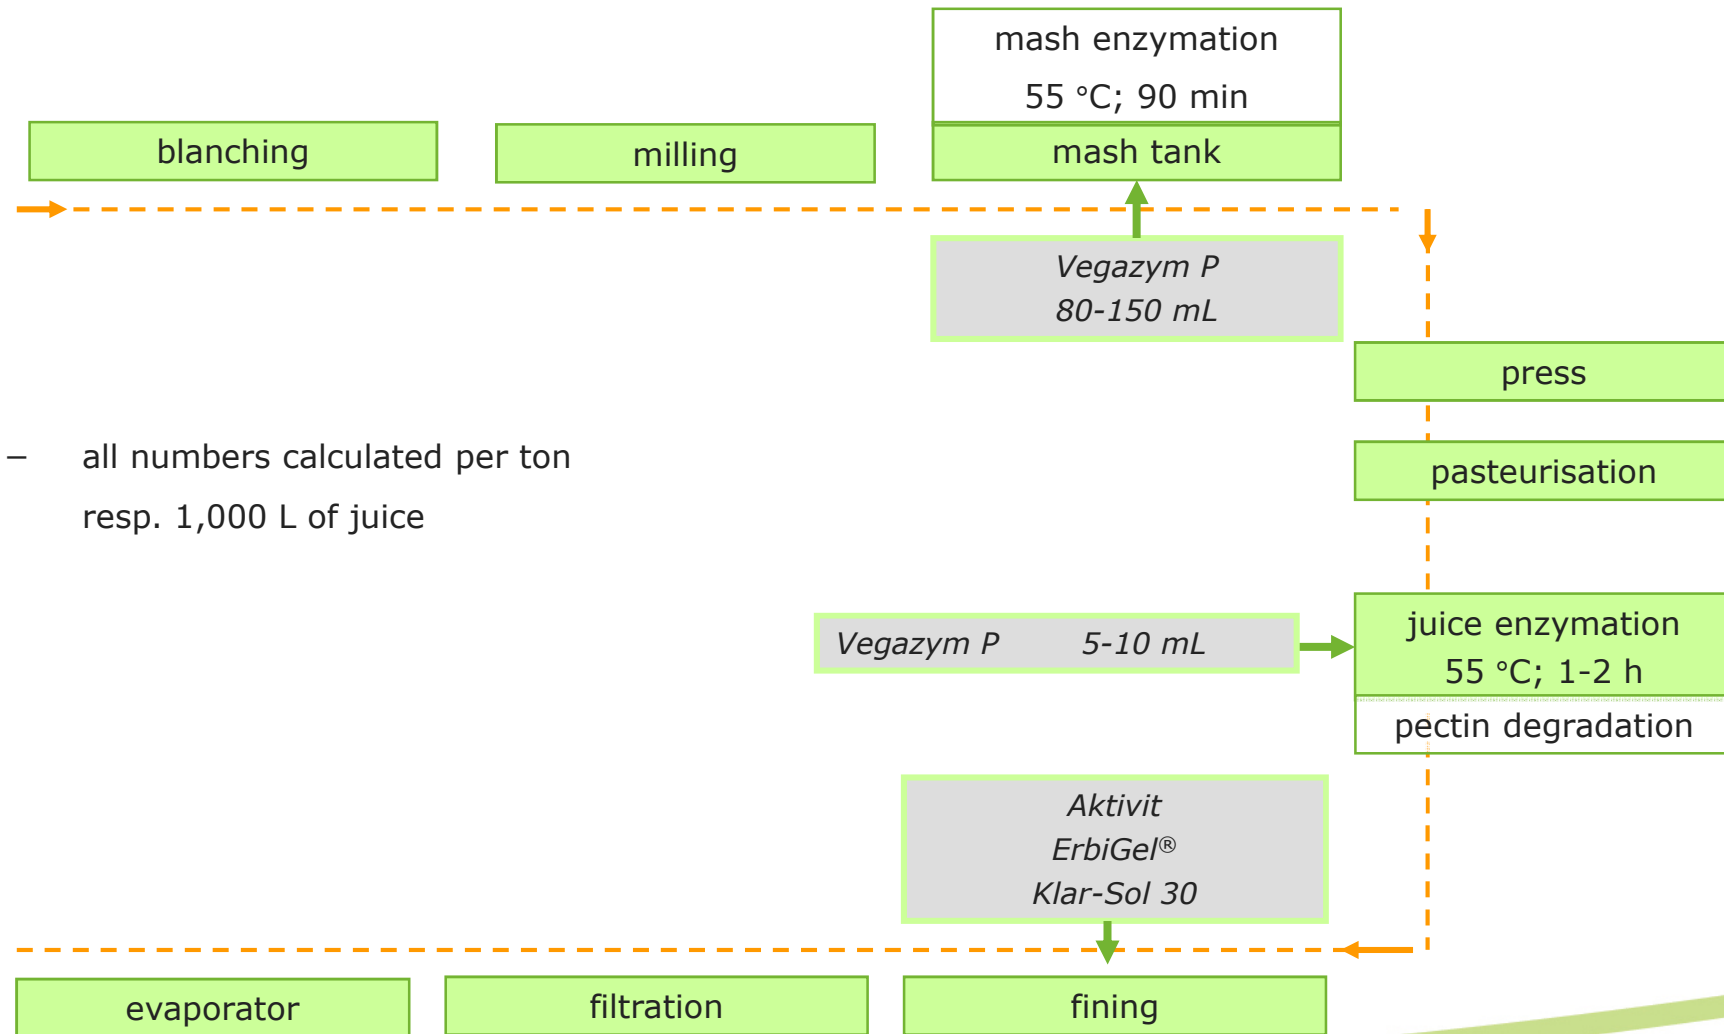 mash enzymation
55 °C; 90 min
blanching
milling
mash tank
Vegazym P
80-150 mL
press
– all numbers calculated per ton
resp. 1,000 L of juice
pasteurisation
Vegazym P 5-10 mL
juice enzymation
55 °C; 1-2 h
pectin degradation
Aktivit
ErbiGel®
Klar-Sol 30
evaporator
filtration
fining